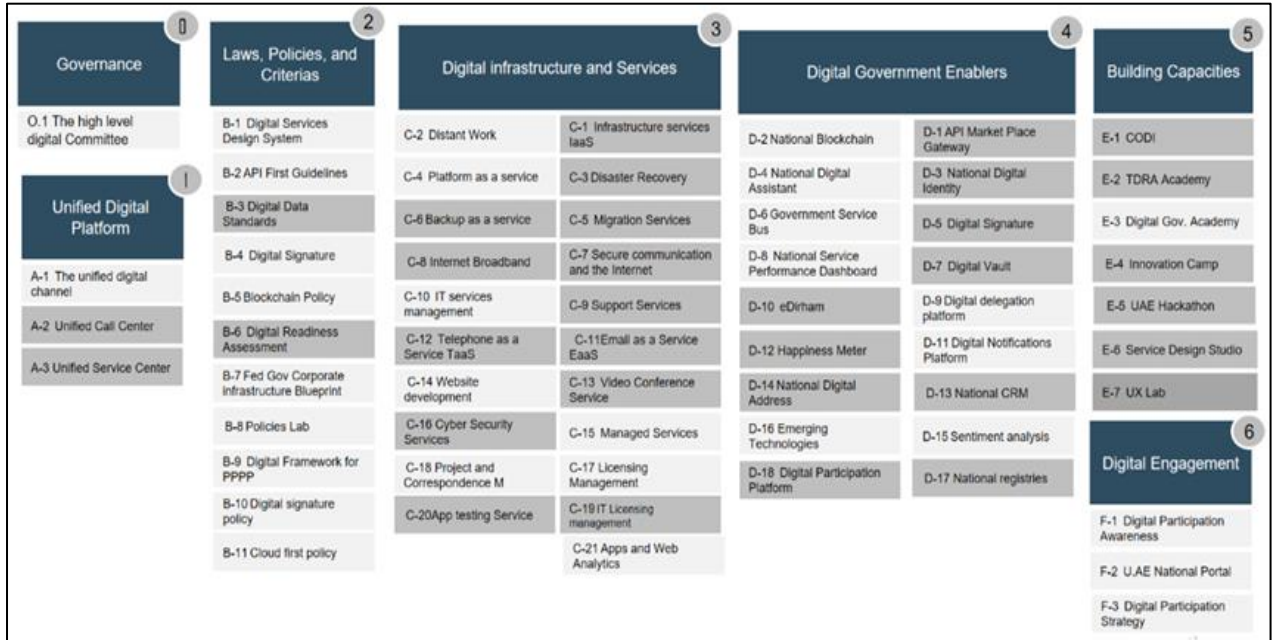 0
Governance
O.1 The high level
digital Committee
1
Unified Digital
Platform
A-1 The unified digital
channel
A-2 Unified Call Center
A-3 Unified Service Center
2
Laws, Policies, and
Criterias
B-1 Digital Services
Design System
B-2 API First Guidelines
B-3 Digital Data
Standards
B-4 Digital Signature
B-5 Blockchain Policy
B-6 Digital Readiness
Assessment
B-7 Fed Gov Corporate
infrastructure Blueprint
B-8 Policies Lab
B-9 Digital Framework for
PPPP
B-10 Digital signature
policy
B-11 Cloud first policy
3
Digital infrastructure and Services
C-2 Distant Work
C-4 Platform as a service
C-6 Backup as a service
C-8 Internet Broadband
C-10 IT services
management
C-12 Telephone as a
Service TaaS
C-14 Website
development
C-16 Cyber Security
Services
C-18 Project and
Correspondence M
C-20App testing Service
C-1 Infrastructure services
IaaS
C-3 Disaster Recovery
C-5 Migration Services
C-7 Secure communication
and the Internet
C-9 Support Services
C-11Email as a Service
EaaS
C-13 Video Conference
Service
C-15 Managed Services
C-17 Licensing
Management
C-19 IT Licensing
management
C-21 Apps and Web
Analytics
4
Digital Government Enablers
D-2 National Blockchain
D-4 National Digital
Assistant
D-6 Government Service
Bus
D-8 National Service
Performance Dashboard
D-10 eDirham
D-12 Happiness Meter
D-14 National Digital
Address
D-16 Emerging
Technologies
D-18 Digital Participation
Platform
D-1 API Market Place
Gateway
D-3 National Digital
Identity
D-5 Digital Signature
D-7 Digital Vault
D-9 Digital delegation
platform
D-11 Digital Notifications
Platform
D-13 National CRM
D-15 Sentiment analysis
D-17 National registries
5
Building Capacities
E-1 CODI
E-2 TDRA Academy
E-3 Digital Gov. Academy
E-4 Innovation Camp
E-5 UAE Hackathon
E-6 Service Design Studio
E-7 UX Lab
6
Digital Engagement
F-1 Digital Participation
Awareness
F-2 U.AE National Portal
F-3 Digital Participation
Strategy